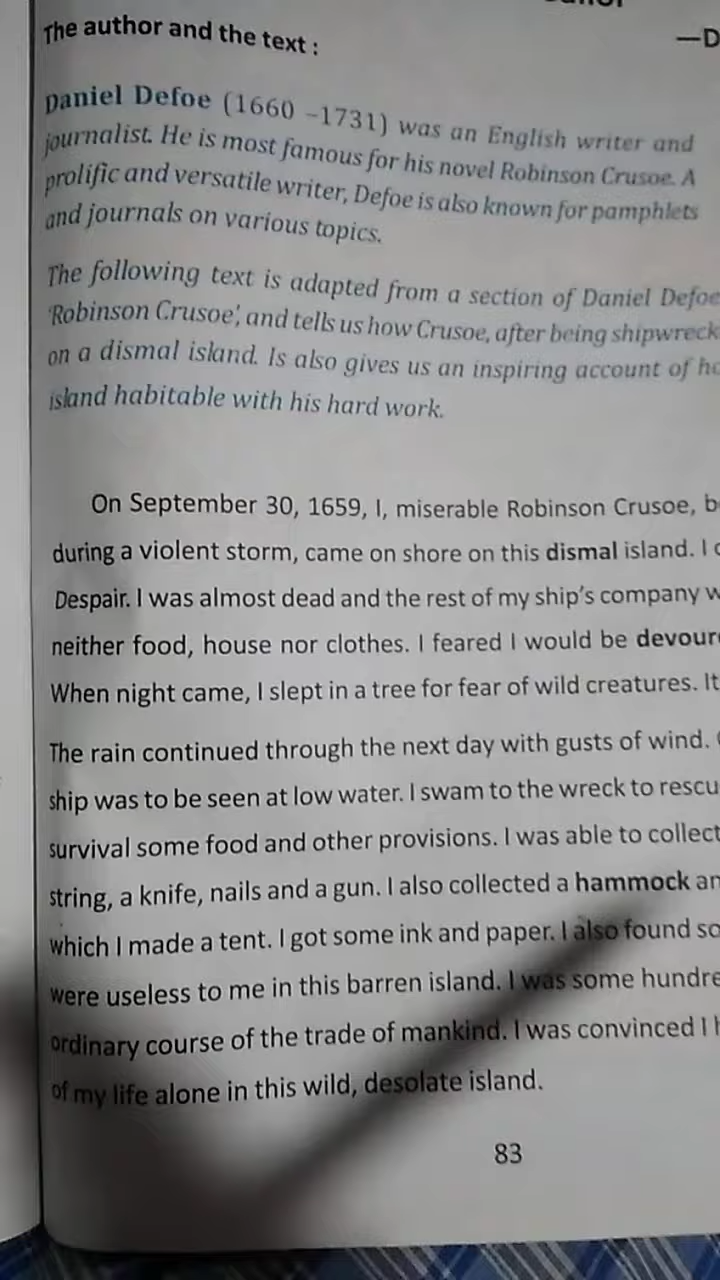 The author and the text :
—D
Daniel Defoe (1660 –1731) was an English writer and
journalist. He is most famous for his novel Robinson Crusoe. A
prolific and versatile writer, Defoe is also known for pamphlets
and journals on various topics.
The following text is adapted from a section of Daniel Defoe
'Robinson Crusoe', and tells us how Crusoe, after being shipwreck
on a dismal island. Is also gives us an inspiring account of
island habitable with his hard work.
On September 30, 1659, I, miserable Robinson Crusoe,
during a violent storm, came on shore on this dismal island. I
Despair. I was almost dead and the rest of my ship's company
neither food, house nor clothes. I feared I would be devour
When night came, I slept in a tree for fear of wild creatures. It
The rain continued through the next day with gusts of wind.
ship was to be seen at low water. I swam to the wreck to rescu
survival some food and other provisions. I was able to collect
string, a knife, nails and a gun. I also collected a hammock an
which I made a tent. I got some ink and paper. I also found so
were useless to me in this barren island. I was some hundre
ordinary course of the trade of mankind. I was convinced I
of my life alone in this wild, desolate island.
83